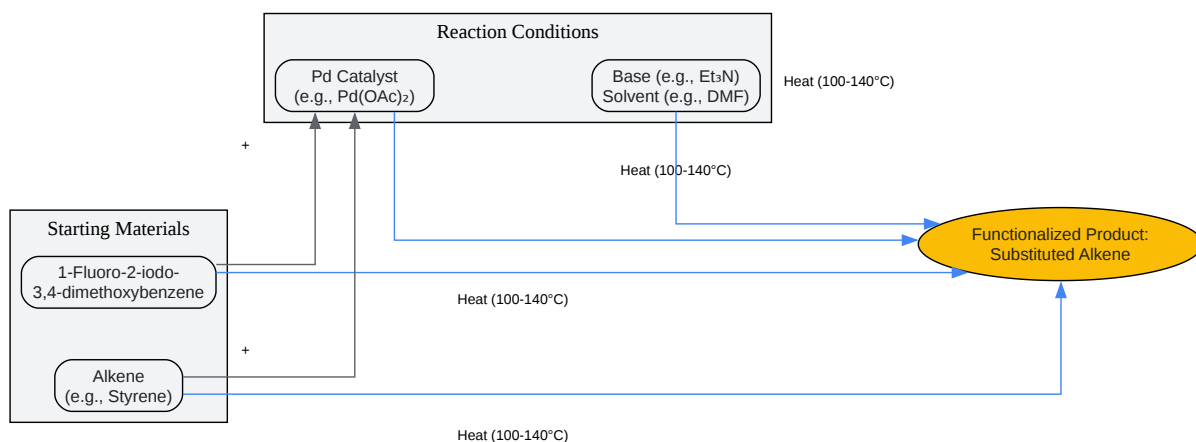 Reaction Conditions
Pd Catalyst
(e.g., Pd(OAc)₂)
Base (e.g., Et₃N)
Solvent (e.g., DMF)
Heat (100-140°C)
+
Heat (100-140°C)
Starting Materials
1-Fluoro-2-iodo-
3,4-dimethoxybenzene
Functionalized Product:
Substituted Alkene
Heat (100-140°C)
+
Alkene
(e.g., Styrene)
Heat (100-140°C)